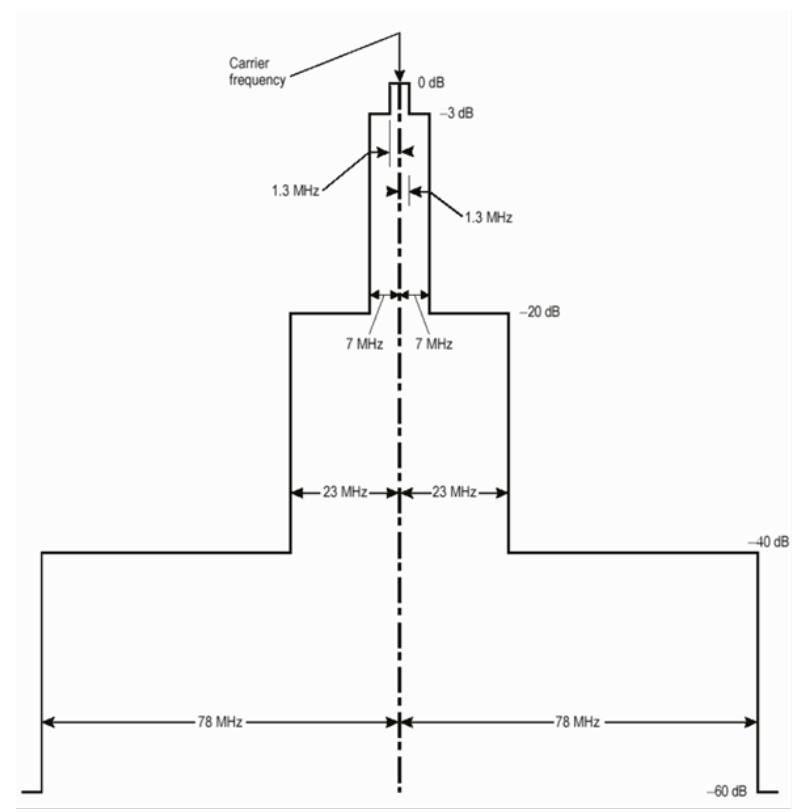 Carrier
frequency
0 dB
–3 dB
1.3 MHz
1.3 MHz
–20 dB
7 MHz
7 MHz
23 MHz
23 MHz
–40 dB
78 MHz
78 MHz
–60 dB